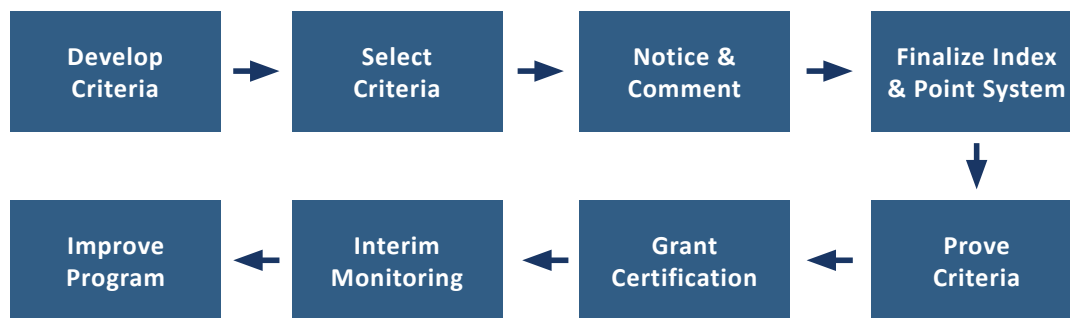 Develop
Criteria
Select
Criteria
Notice &
Comment
Finalize Index
& Point System
Prove
Criteria
Grant
Certification
Interim
Monitoring
Improve
Program